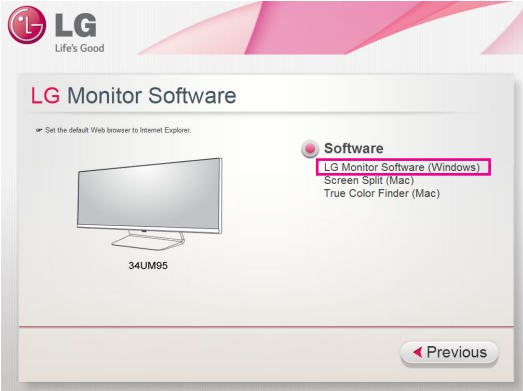 LG
Life's Good
LG Monitor Software
☞ Set the default Web browser to Internet Explorer.
Software
LG Monitor Software (Windows)
Screen Split (Mac)
True Color Finder (Mac)
34UM95
Previous